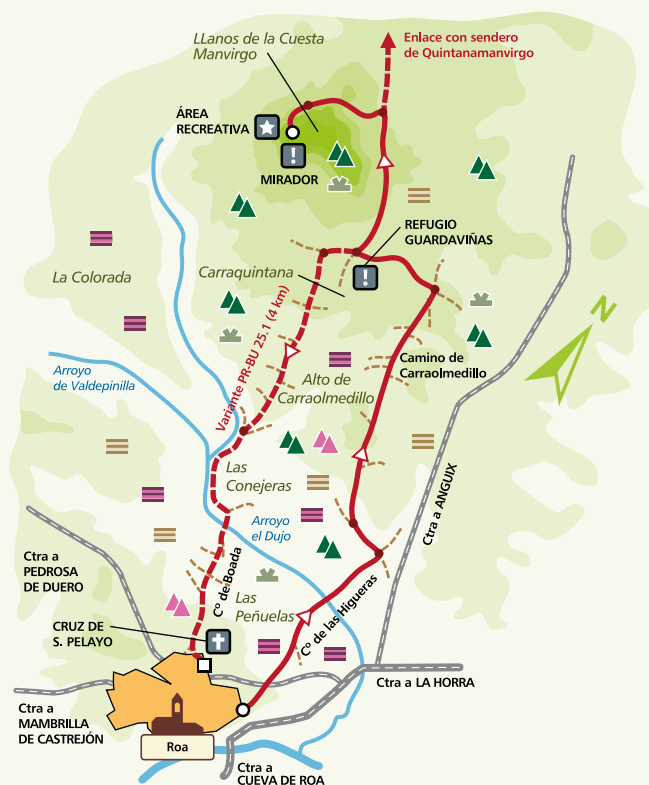 LLanos de la Cuesta
Manvirgo
Enlace con sendero
de Quintanamanvirgo
ÁREA
RECREATIVA
!
MIRADOR
REFUGIO
GUARDAVIÑAS
!
Carraquintana
La Colorada
N
Variante PR-BU 25.1 (4 km)
Camino de
Carraolmedillo
Arroyo
de Valdepinilla
Alto de
Carraolmedillo
Las
Conejeras
Ctra a ANGUIX
Arroyo
el Dujo
Ctra a
PEDROSA
DE DUERO
Cº de Boada
Las
Peñuelas
Cº de las Higueras
CRUZ DE
S. PELAYO
Ctra a LA HORRA
Ctra a
MAMBRILLA
DE CASTREJÓN
Roa
Ctra a
CUEVA DE ROA